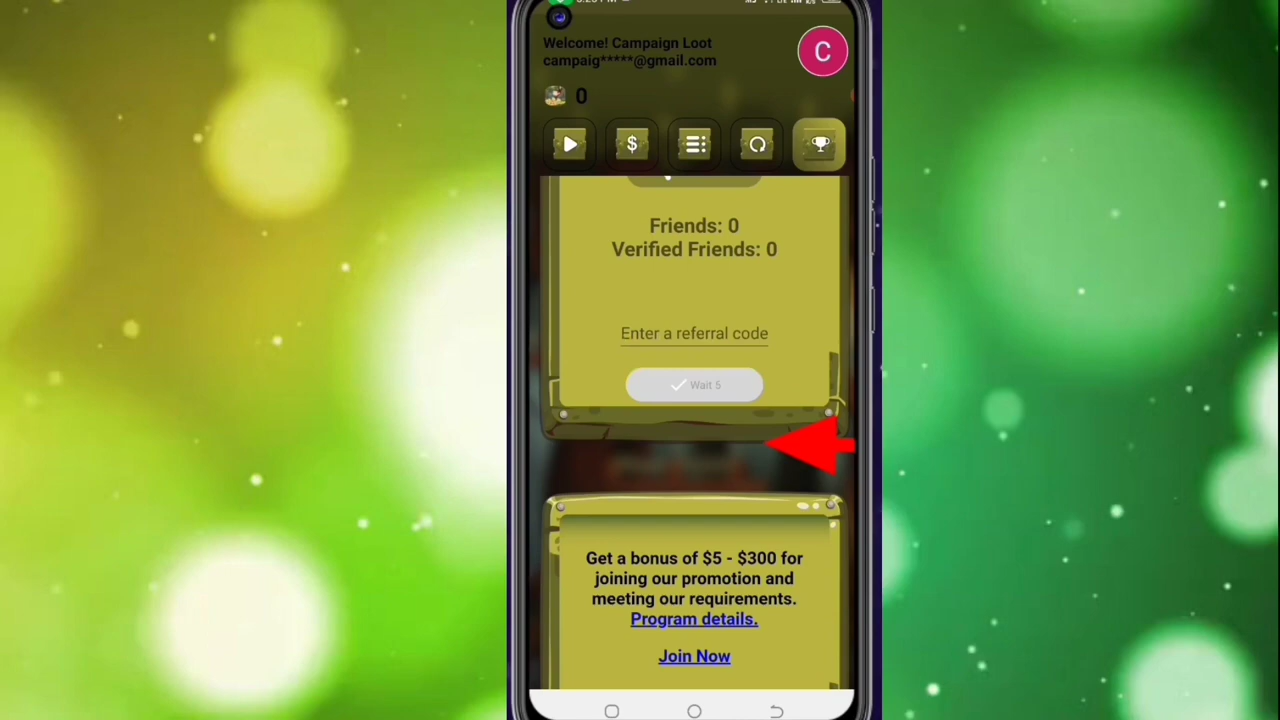 Welcome! Campaign Loot
campaig*****@gmail.com
C
0
$
Friends: 0
Verified Friends: 0
Enter a referral code
Wait 5
Get a bonus of $5 - $300 for
joining our promotion and
meeting our requirements.
Program details.
Join Now